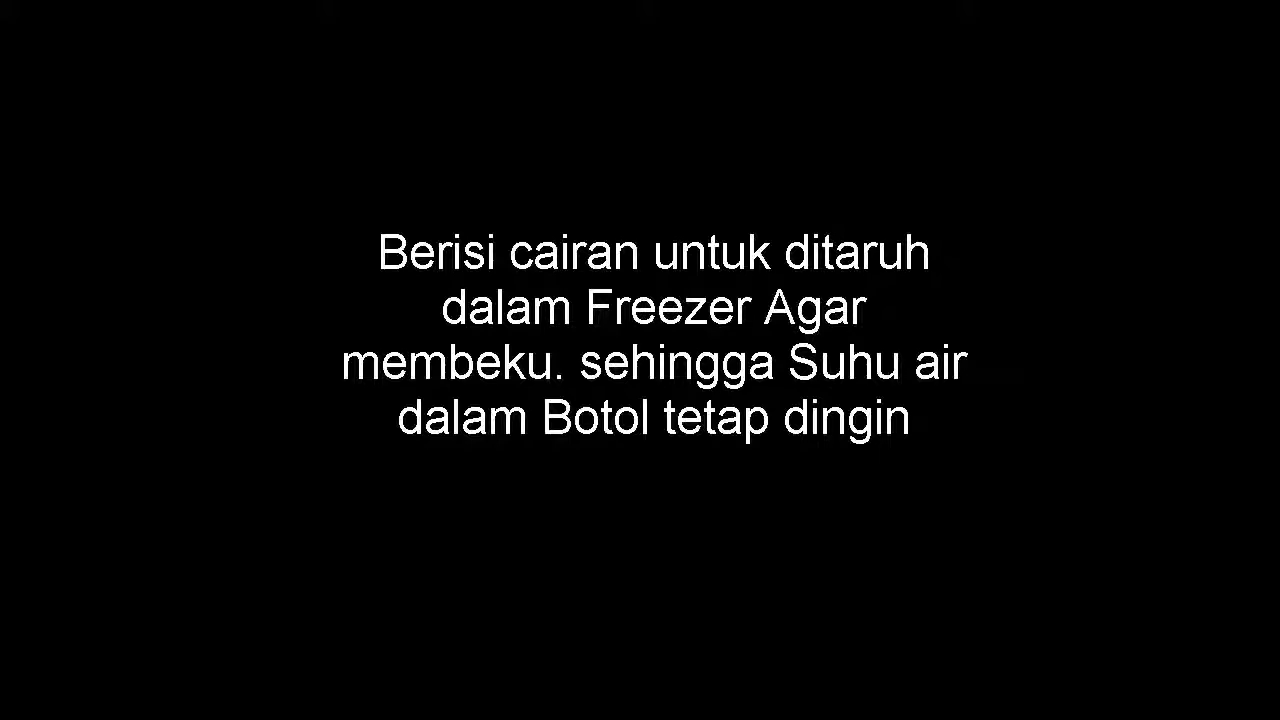 Berisi cairan untuk ditaruh
dalam Freezer Agar
membeku. sehingga Suhu air
dalam Botol tetap dingin